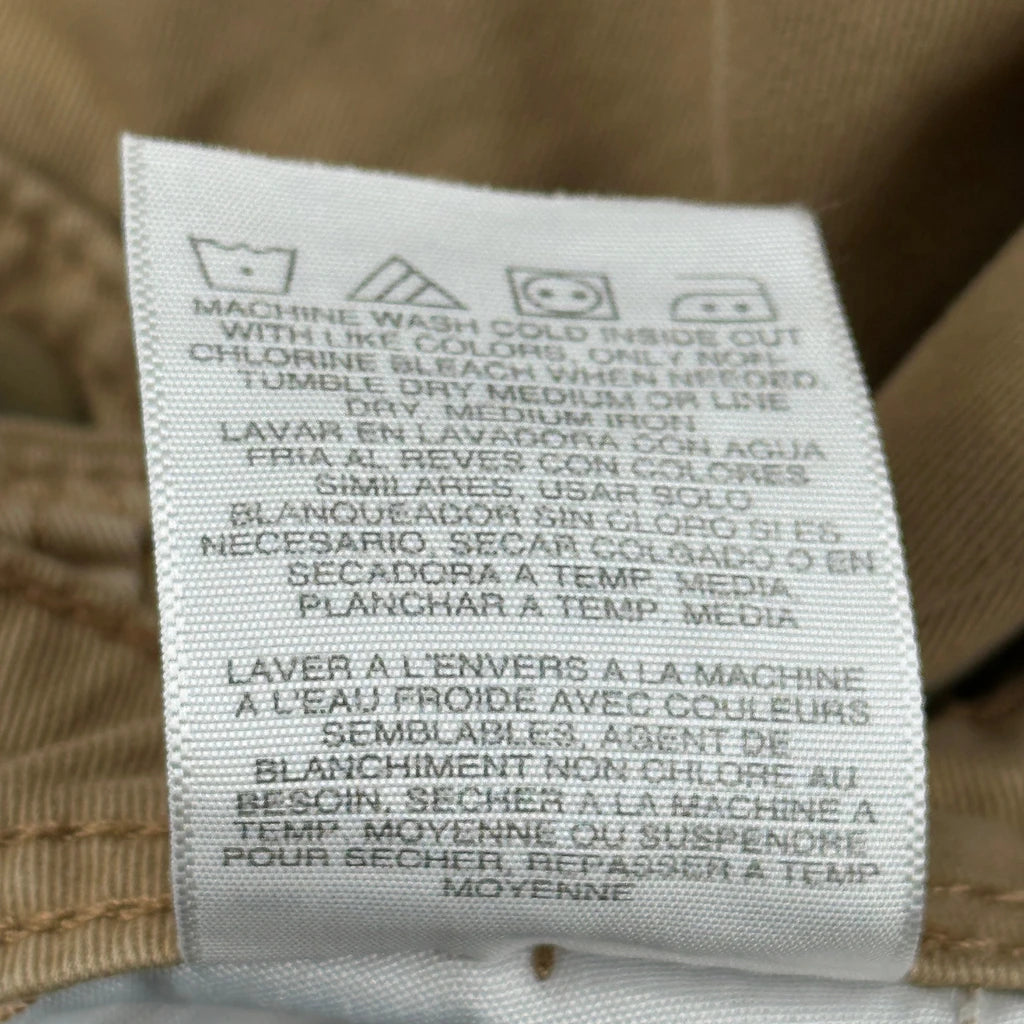 MACHINE WASH COLD INSIDE OUT
WITH LIKE COLORS, ONLY NON-
CHLORINE BLEACH WHEN NEEDED.
TUMBLE DRY MEDIUM OR LINE
DRY, MEDIUM IRON
LAVAR EN LAVADORA CON AGUA
FRIA AL REVES CON COLORES
SIMILARES, USAR SOLO
BLANQUEADOR SIN CLORO SI ES
NECESARIO, SECAR COLGADO O EN
SECADORA A TEMP. MEDIA
PLANCHAR A TEMP. MEDIA
LAVER A L'ENVERS A LA MACHINE
A L'EAU FROIDE AVEC COULEURS
SEMBLABLES, AGENT DE
BLANCHIMENT NON CHLORE AU
BESOIN, SECHER A LA MACHINE A
TEMP. MOYENNE OU SUSPENDRE
POUR SECHER, REPASSER A TEMP
MOYENNE